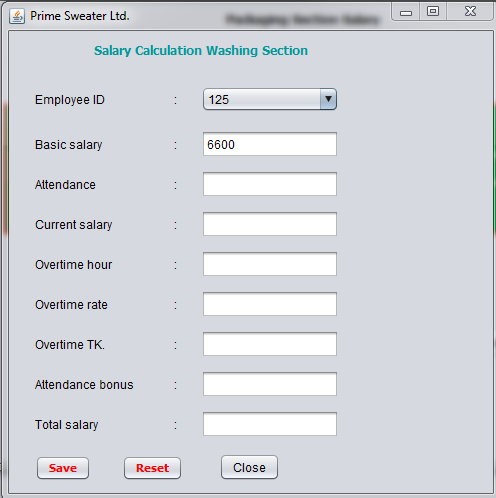 Prime Sweater Ltd.
Packaging Section Salary
Salary Calculation Washing Section
Employee ID : 125
Basic salary : 6600
Attendance :
Current salary :
Overtime hour :
Overtime rate :
Overtime TK. :
Attendance bonus :
Total salary :
Save Reset Close